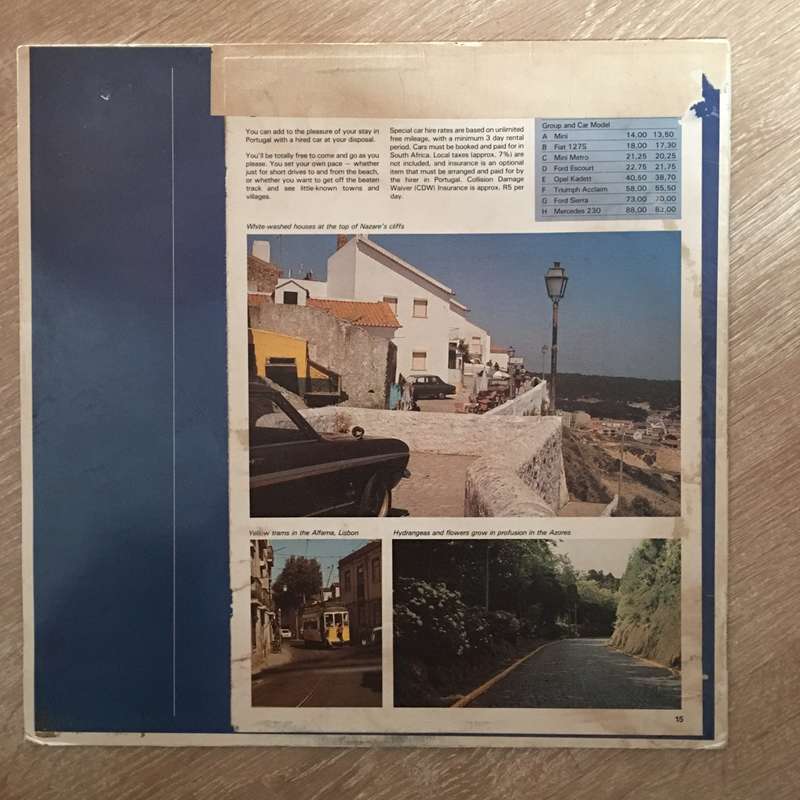 You can add to the pleasure of your stay in
Portugal with a hired car at your disposal.
You'll be totally free to come and go as you
please. You set your own pace – whether
just for short drives to and from the beach,
or whether you want to get off the beaten
track and see little-known towns and
villages.
Special car hire rates are based on unlimited
free mileage, with a minimum 3 day rental
period. Cars must be booked and paid for in
South Africa. Local taxes (approx. 7%) are
not included, and insurance is an optional
item that must be arranged and paid for by
the hirer in Portugal. Collision Damage
Waiver (CDW) Insurance is approx. R5 per
day.
Group and Car Model
A Mini 14,00 13,50
B Fiat 127S 18,00 17,30
C Mini Metro 21,25 20,25
D Ford Escourt 22,75 21,75
E Opel Kadett 40,50 38,70
F Triumph Acclaim 58,00 55,50
G Ford Sierra 73,00 70,00
H Mercedes 230 88,00
White-washed houses at the top of Nazare's cliffs
Yellow trams in the Alfama, Lisbon
Hydrangeas and flowers grow in profusion in the Azores
15